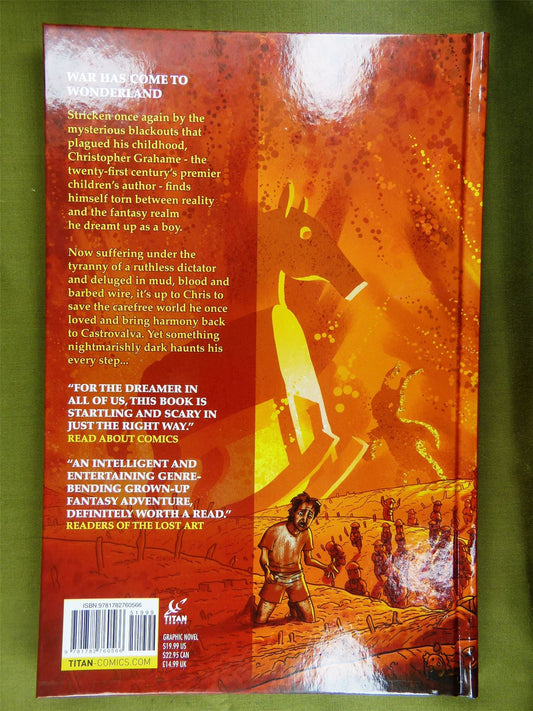 WAR HAS COME TO
WONDERLAND
Stricken once again by the
mysterious blackouts that
plagued his childhood,
Christopher Grahame - the
twenty-first century's premier
children's author - finds
himself torn between reality
and the fantasy realm
he dreamt up as a boy.
Now suffering under the
tyranny of a ruthless dictator
and deluged in mud, blood and
barbed wire, it's up to Chris to
save the carefree world he once
loved and bring harmony back
to Castrovalva. Yet something
nightmarishly dark haunts his
every step...
"FOR THE DREAMER IN
ALL OF US, THIS BOOK IS
STARTLING AND SCARY IN
JUST THE RIGHT WAY."
READ ABOUT COMICS
"AN INTELLIGENT AND
ENTERTAINING GENRE-
BENDING GROWN-UP
FANTASY ADVENTURE,
DEFINITELY WORTH A READ."
READERS OF THE LOST ART
ISBN 9781782760566
51999
9 781782 760566
TITAN-COMICS.COM
TITAN
COMICS
GRAPHIC NOVEL
$19.99 US
$22.95 CAN
£14.99 UK